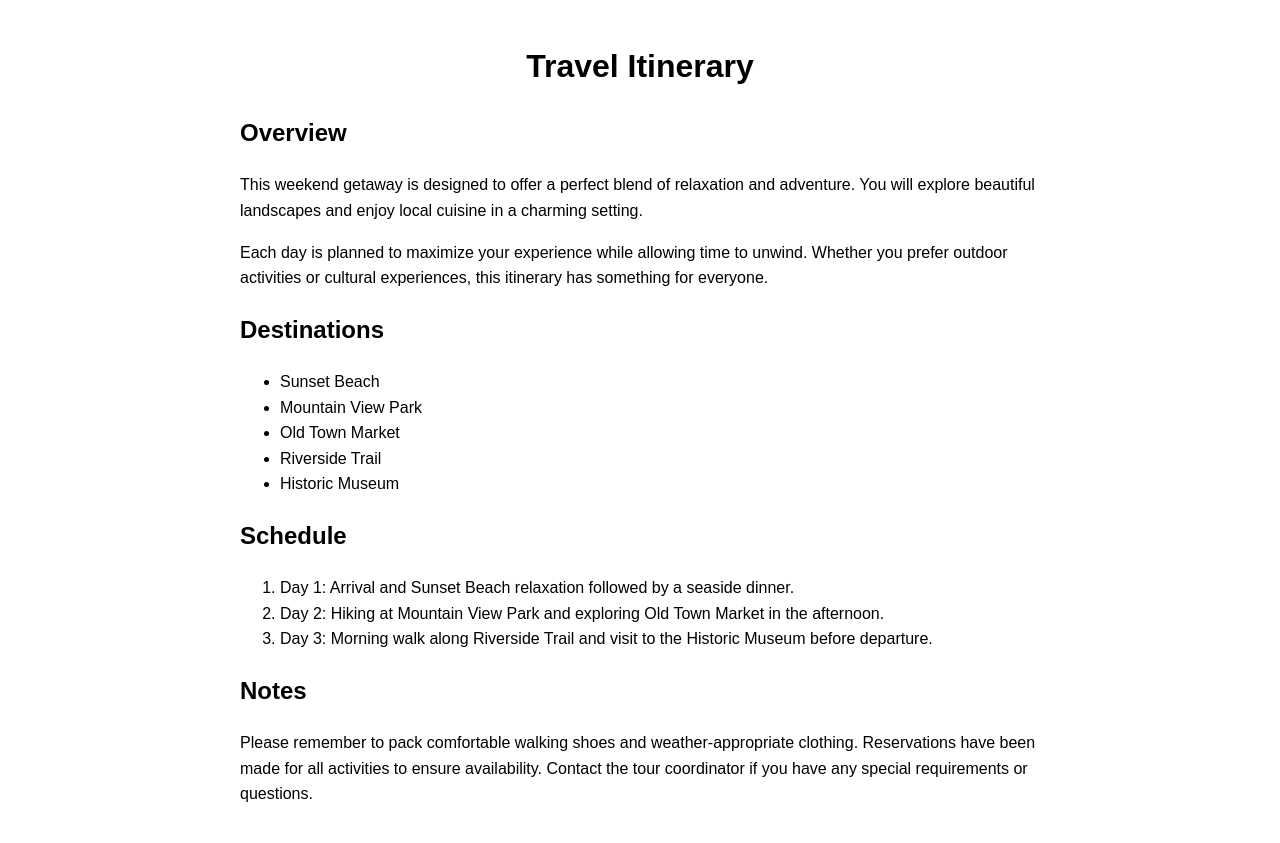 Travel Itinerary
Overview
This weekend getaway is designed to offer a perfect blend of relaxation and adventure. You will explore beautiful
landscapes and enjoy local cuisine in a charming setting.
Each day is planned to maximize your experience while allowing time to unwind. Whether you prefer outdoor
activities or cultural experiences, this itinerary has something for everyone.
Destinations
• Sunset Beach
• Mountain View Park
• Old Town Market
• Riverside Trail
• Historic Museum
Schedule
1. Day 1: Arrival and Sunset Beach relaxation followed by a seaside dinner.
2. Day 2: Hiking at Mountain View Park and exploring Old Town Market in the afternoon.
3. Day 3: Morning walk along Riverside Trail and visit to the Historic Museum before departure.
Notes
Please remember to pack comfortable walking shoes and weather-appropriate clothing. Reservations have been
made for all activities to ensure availability. Contact the tour coordinator if you have any special requirements or
questions.